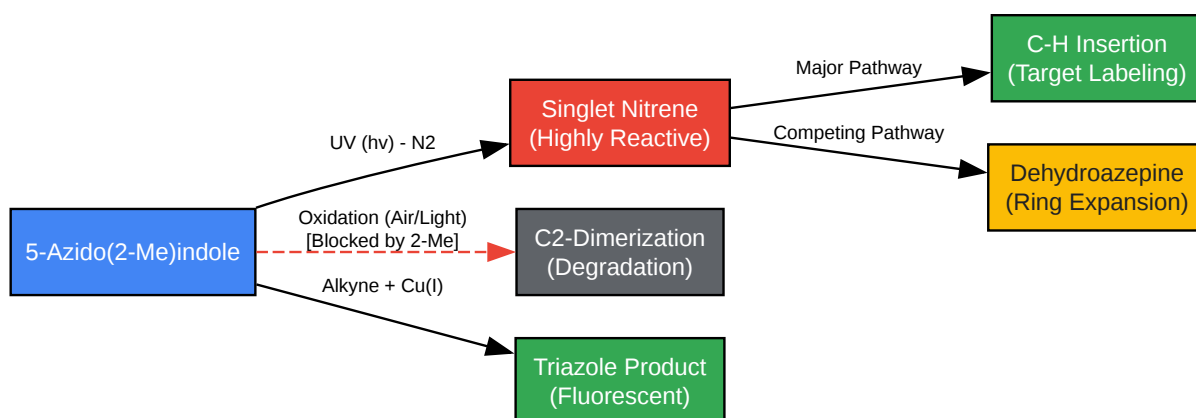 C-H Insertion
(Target Labeling)
Major Pathway
Singlet Nitrene
(Highly Reactive)
UV (hv) - N2
Competing Pathway
Dehydroazepine
(Ring Expansion)
5-Azido(2-Me)indole
Oxidation (Air/Light)
[Blocked by 2-Me]
C2-Dimerization
(Degradation)
Alkyne + Cu(I)
Triazole Product
(Fluorescent)